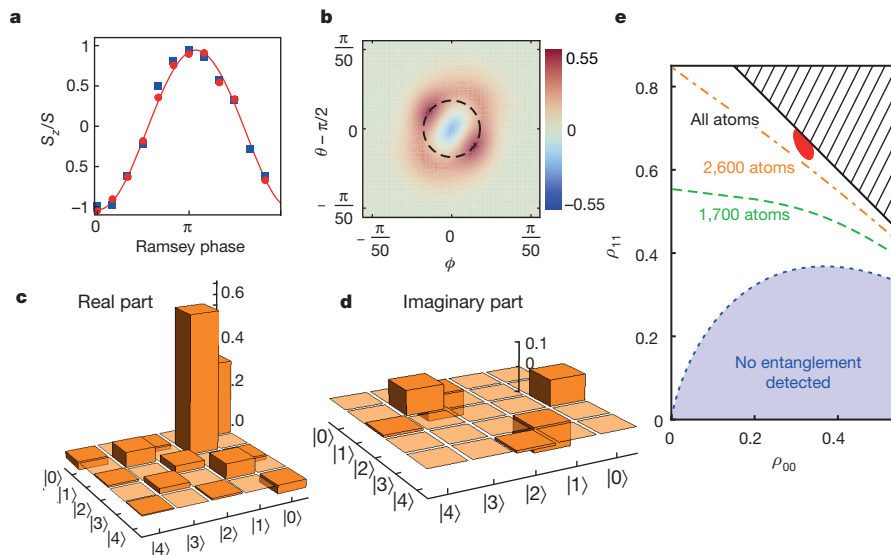 a
S_z/S
1
0.5
0
0.5
−1
0
π
Ramsey phase
b
θ − π/2
π
50
0
− π
50
− π
50
0
π
50
ϕ
0.55
0
−0.55
c
Real part
0.6
0.4
.2
.0
|0⟩
|1⟩
|2⟩
|3⟩
|4⟩
|4⟩
|3⟩
|2⟩
|1⟩
|0⟩
d
Imaginary part
0.1
0
|0⟩
|1⟩
|2⟩
|3⟩
|4⟩
|4⟩
|3⟩
|2⟩
|1⟩
|0⟩
e
ρ11
0.8
0.6
0.4
0.2
0
0
0.2
0.4
ρ00
All atoms
2,600 atoms
1,700 atoms
No entanglement
detected